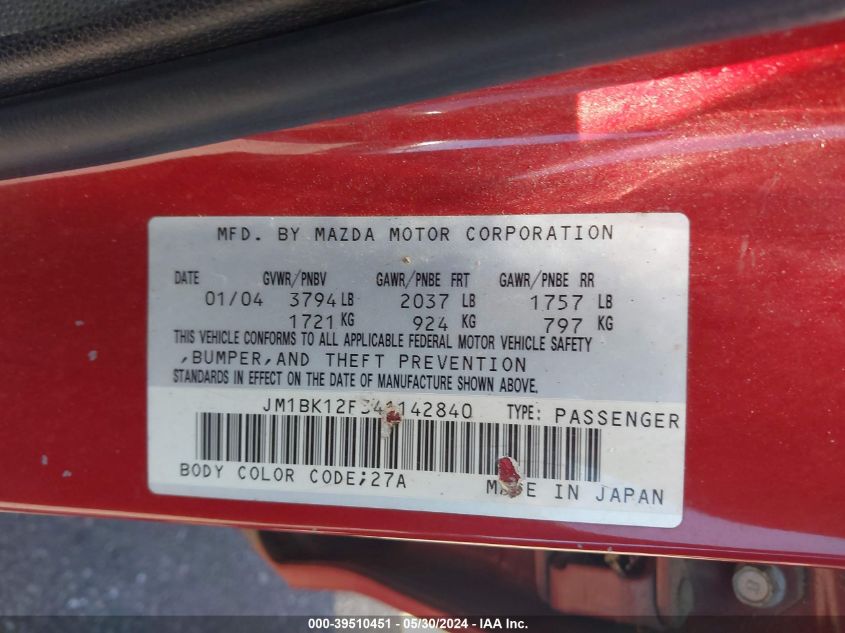 MFD. BY MAZDA MOTOR CORPORATION
DATE GVWR/PNBV GAWR/PNBE FRT GAWR/PNBE RR
01/04 3794 LB 2037 LB 1757 LB
1721 KG 924 KG 797 KG
THIS VEHICLE CONFORMS TO ALL APPLICABLE FEDERAL MOTOR VEHICLE SAFETY
,BUMPER,AND THEFT PREVENTION
STANDARDS IN EFFECT ON THE DATE OF MANUFACTURE SHOWN ABOVE.
TYPE: PASSENGER
BODY COLOR CODE;27A
IN JAPAN
000-39510451 - 05/30/2024 - IAA Inc.